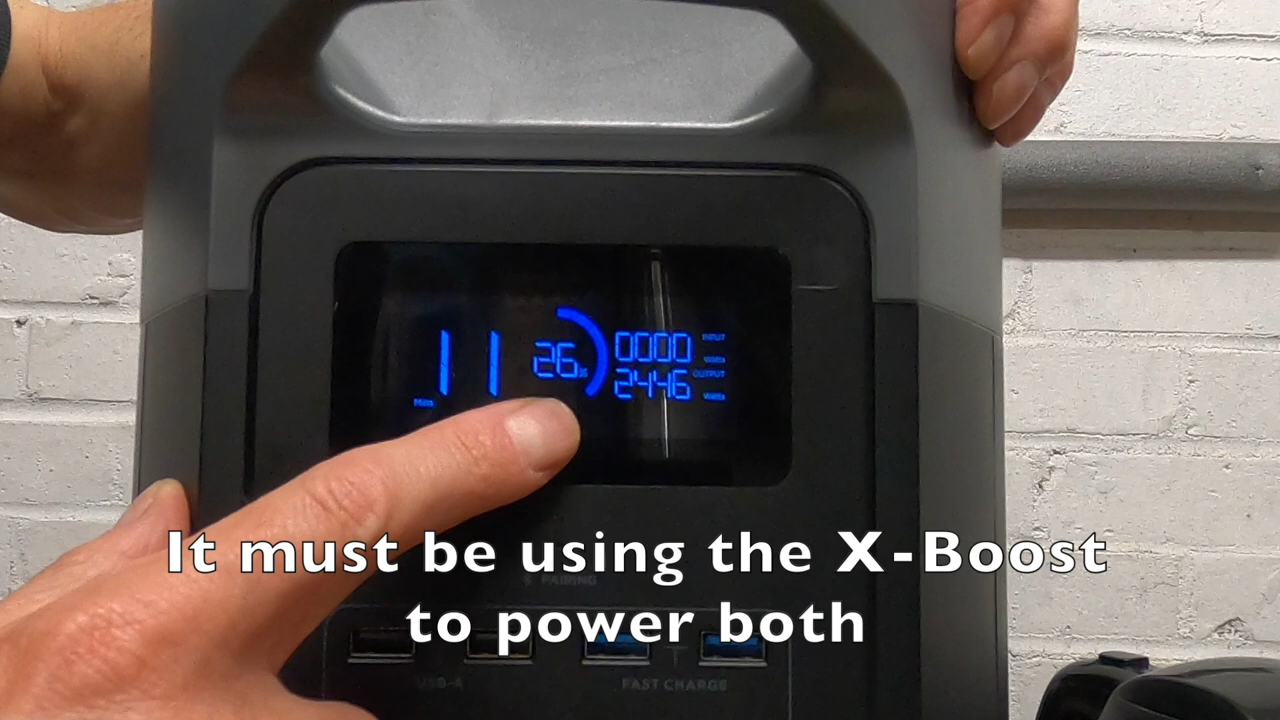 11
Mins
26%
0000
INPUT
Watts
2446
OUTPUT
Watts
It must be using the X-Boost
to power both
PAIRING
USB-A
FAST CHARGE